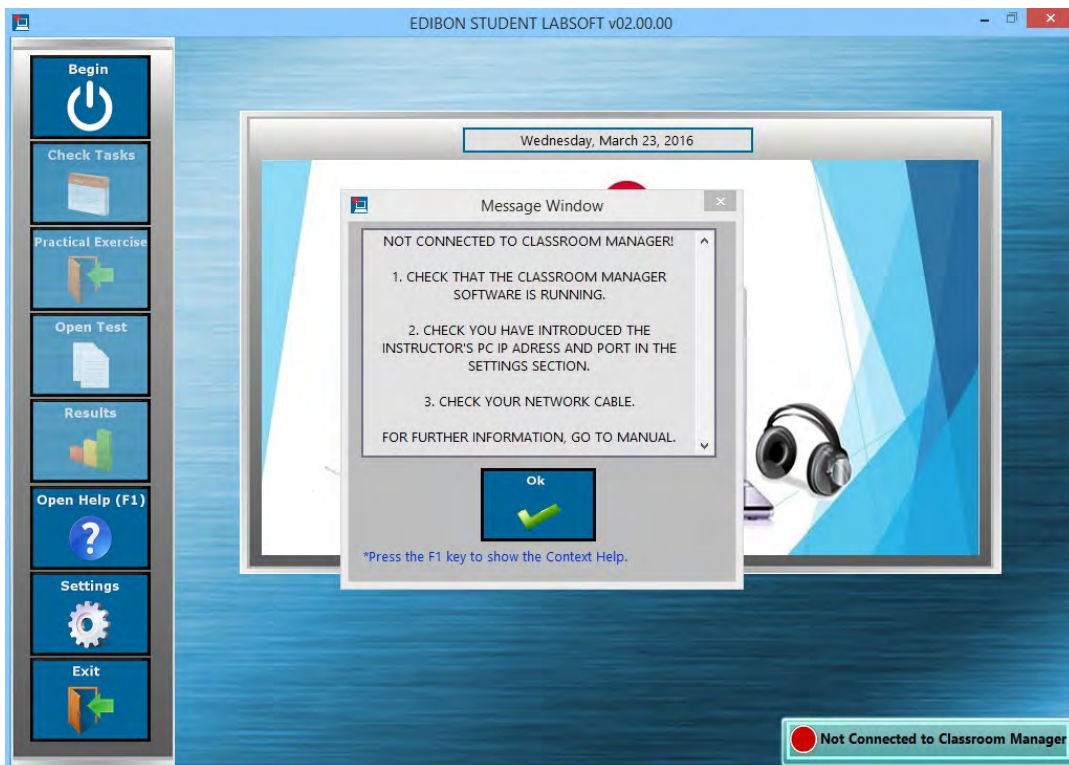 EDIBON STUDENT LABSOFT v02.00.00
Begin
Check Tasks
Practical Exercise
Open Test
Results
Open Help (F1)
Settings
Exit
Wednesday, March 23, 2016
Message Window
NOT CONNECTED TO CLASSROOM MANAGER!
1. CHECK THAT THE CLASSROOM MANAGER
SOFTWARE IS RUNNING.
2. CHECK YOU HAVE INTRODUCED THE
INSTRUCTOR'S PC IP ADRESS AND PORT IN THE
SETTINGS SECTION.
3. CHECK YOUR NETWORK CABLE.
FOR FURTHER INFORMATION, GO TO MANUAL.
Ok
*Press the F1 key to show the Context Help.
Not Connected to Classroom Manager